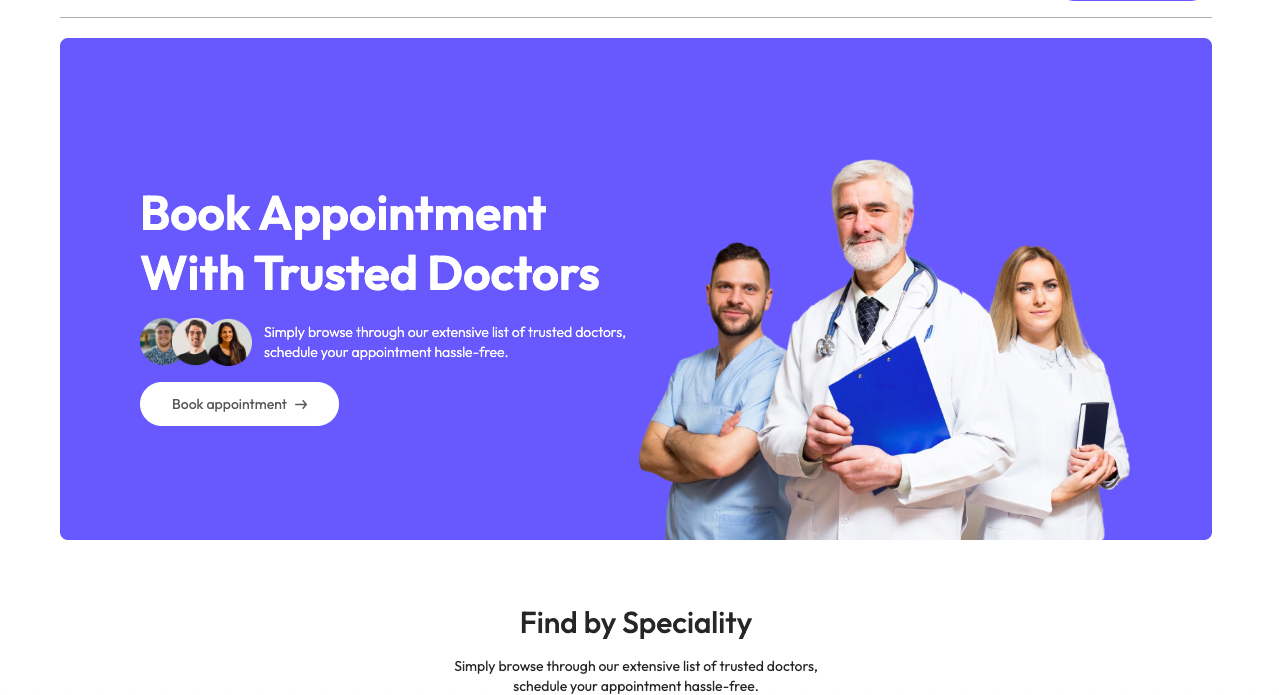 Book Appointment
With Trusted Doctors
Simply browse through our extensive list of trusted doctors,
schedule your appointment hassle-free.
Book appointment →
Find by Speciality
Simply browse through our extensive list of trusted doctors,
schedule your appointment hassle-free.